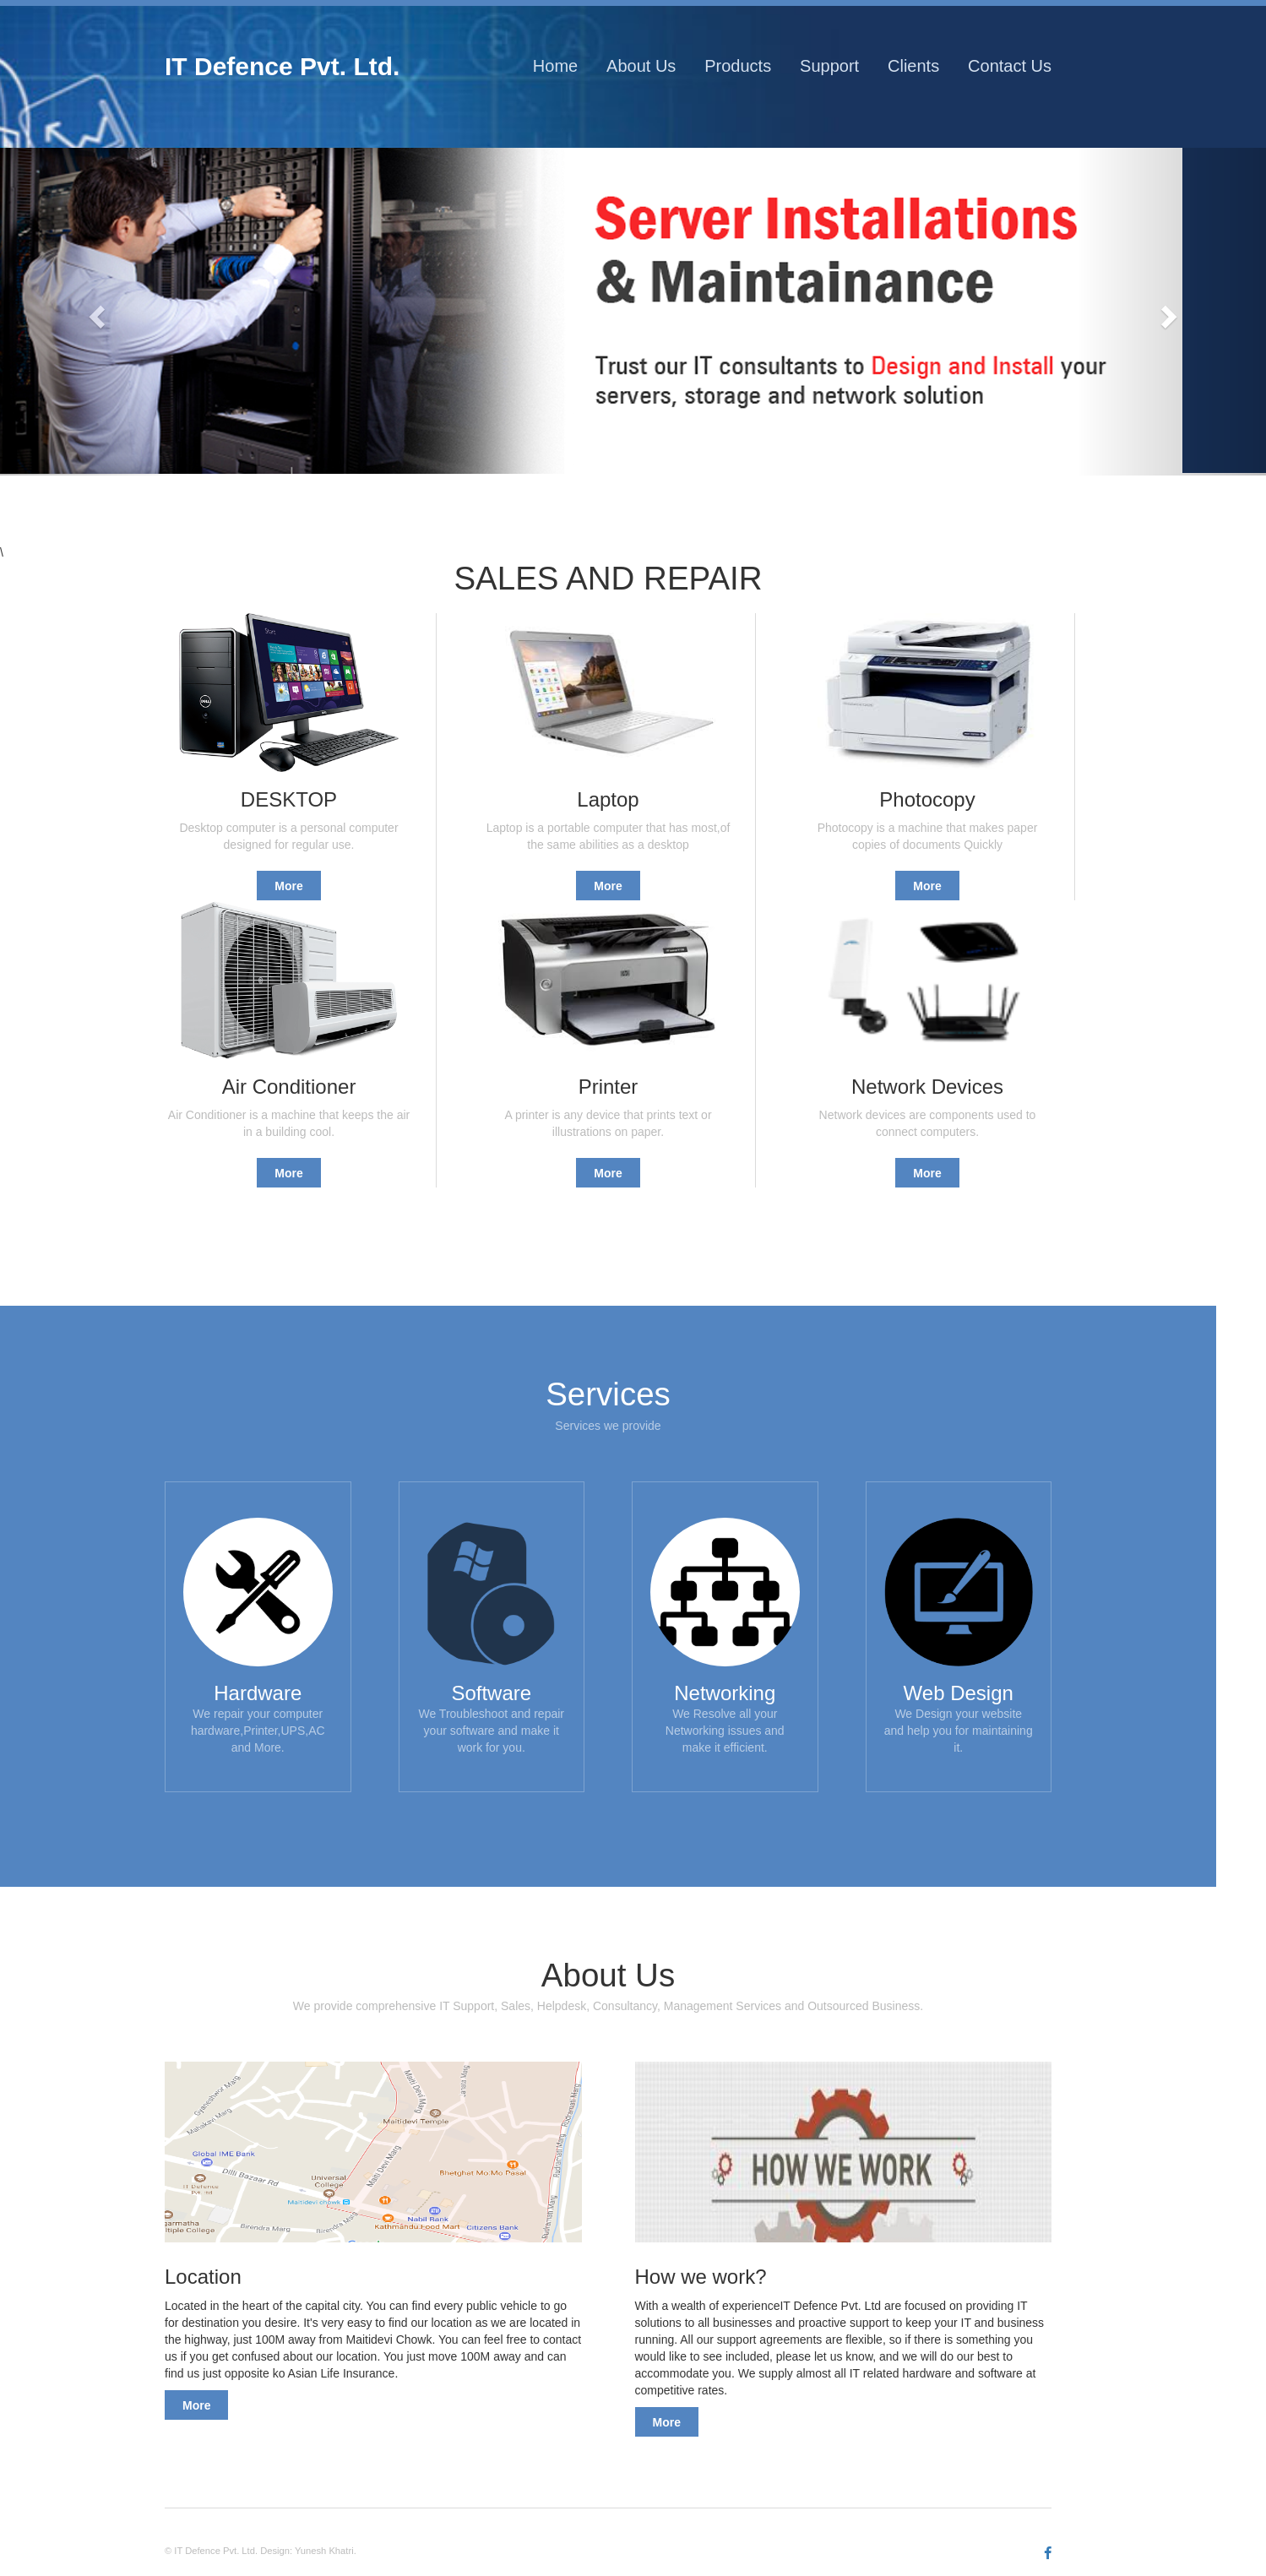 IT Defence Pvt. Ltd.
Home About Us Products Support Clients Contact Us
Server Installations
& Maintainance
Trust our IT consultants to Design and Install your
servers, storage and network solution
\
SALES AND REPAIR
DESKTOP
Desktop computer is a personal computer
designed for regular use.
More
Laptop
Laptop is a portable computer that has most,of
the same abilities as a desktop
More
Photocopy
Photocopy is a machine that makes paper
copies of documents Quickly
More
Air Conditioner
Air Conditioner is a machine that keeps the air
in a building cool.
More
Printer
A printer is any device that prints text or
illustrations on paper.
More
Network Devices
Network devices are components used to
connect computers.
More
Services
Services we provide
Hardware
We repair your computer
hardware,Printer,UPS,AC
and More.
Software
We Troubleshoot and repair
your software and make it
work for you.
Networking
We Resolve all your
Networking issues and
make it efficient.
Web Design
We Design your website
and help you for maintaining
it.
About Us
We provide comprehensive IT Support, Sales, Helpdesk, Consultancy, Management Services and Outsourced Business.
Gyaneshwor Marg
Mahakavi Marg
Maiti Devi Marg
Maitidevi Temple
Global IME Bank
Dilli Bazaar Rd
IT Defence
Pvt. Ltd.
Universal
College
Maitidevi chowk
Maiti Devi Marg
Bhetghat Mo:Mo Pasal
Nabil Bank
Kathmandu Food Mart
Citizens Bank
Birendra Marg
Birendra Marg
HOW WE WORK
Location
Located in the heart of the capital city. You can find every public vehicle to go
for destination you desire. It's very easy to find our location as we are located in
the highway, just 100M away from Maitidevi Chowk. You can feel free to contact
us if you get confused about our location. You just move 100M away and can
find us just opposite ko Asian Life Insurance.
More
How we work?
With a wealth of experienceIT Defence Pvt. Ltd are focused on providing IT
solutions to all businesses and proactive support to keep your IT and business
running. All our support agreements are flexible, so if there is something you
would like to see included, please let us know, and we will do our best to
accommodate you. We supply almost all IT related hardware and software at
competitive rates.
More
© IT Defence Pvt. Ltd. Design: Yunesh Khatri.